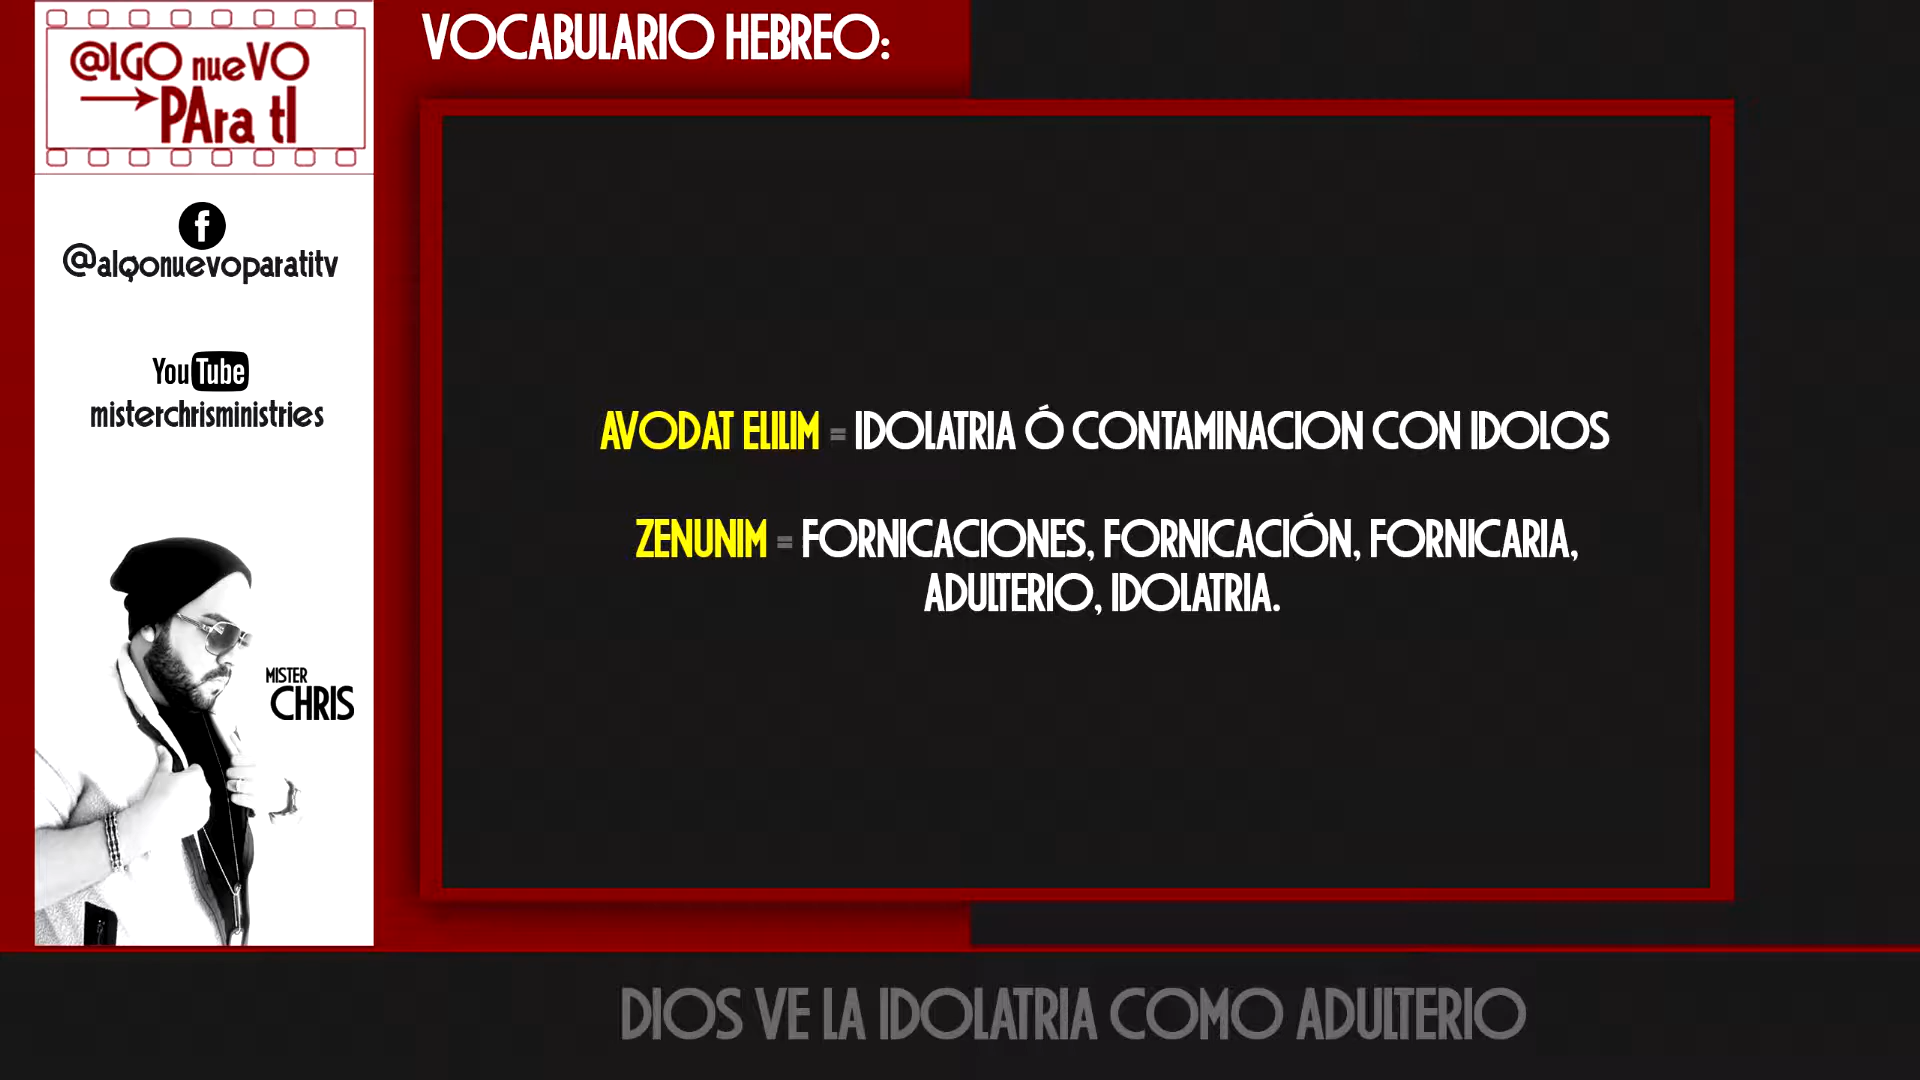 @LGO nueVO
PAra tI
@algonuevoparatitv
YouTube
misterchrisministries
MISTER
CHRIS
VOCABULARIO HEBREO:
AVODAT ELILIM = IDOLATRIA Ó CONTAMINACION CON IDOLOS
ZENUNIM = FORNICACIONES, FORNICACIÓN, FORNICARIA,
ADULTERIO, IDOLATRIA.
DIOS VE LA IDOLATRIA COMO ADULTERIO